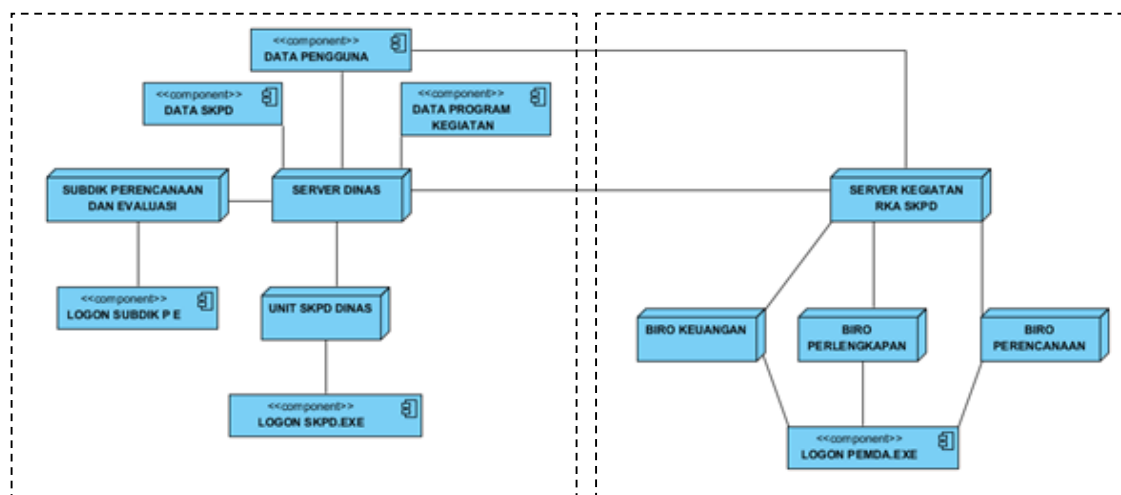 <<component>>
DATA PENGGUNA
<<component>>
DATA SKPD
<<component>>
DATA PROGRAM
KEGIATAN
SUBDIK PERENCANAAN
DAN EVALUASI
SERVER DINAS
SERVER KEGIATAN
RKA SKPD
<<component>>
LOGON SUBDIK P E
UNIT SKPD DINAS
BIRO KEUANGAN
BIRO
PERLENGKAPAN
BIRO
PERENCANAAN
<<component>>
LOGON SKPD.EXE
<<component>>
LOGON PEMDA.EXE